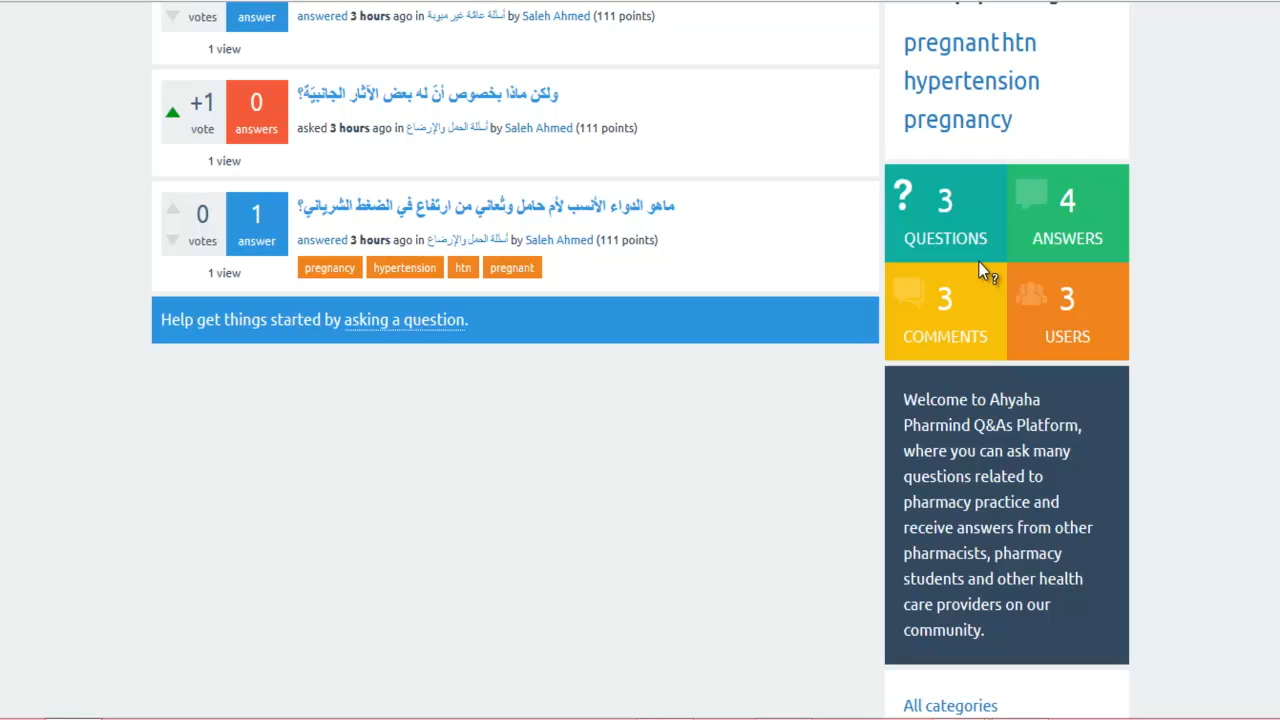 votes
answer
answered 3 hours ago in أسئلة عامّة غير مبوبة by Saleh Ahmed (111 points)
1 view
+1
vote
0
answers
ولكن ماذا بخصوص أنّ له بعض الآثار الجانبيّة؟
asked 3 hours ago in أسئلة الحمل والإرضاع by Saleh Ahmed (111 points)
1 view
0
votes
1
answer
ماهو الدواء الأنسب لأم حامل وتُعاني من ارتفاع في الضغط الشرياني؟
answered 3 hours ago in أسئلة الحمل والإرضاع by Saleh Ahmed (111 points)
pregnancy hypertension htn pregnant
1 view
Help get things started by asking a question.
pregnant htn
hypertension
pregnancy
? 3
QUESTIONS
4
ANSWERS
3
COMMENTS
3
USERS
Welcome to Ahyaha
Pharmind Q&As Platform,
where you can ask many
questions related to
pharmacy practice and
receive answers from other
pharmacists, pharmacy
students and other health
care providers on our
community.
All categories